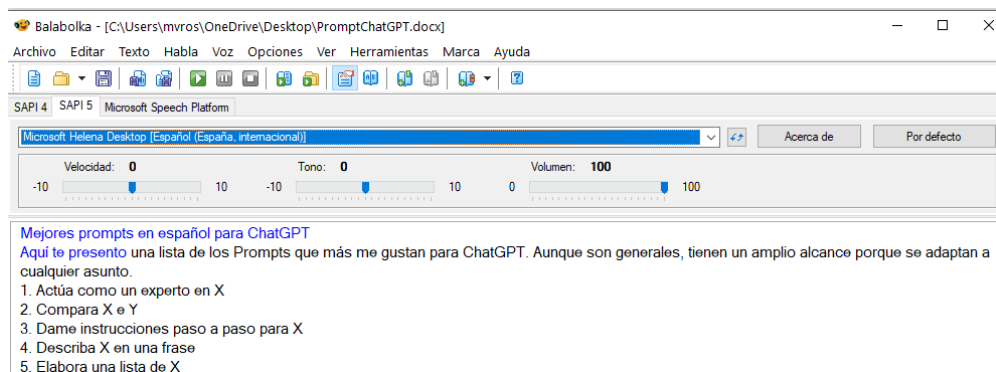 Balabolka - [C:\Users\mvros\OneDrive\Desktop\PromptChatGPT.docx]
Archivo Editar Texto Habla Voz Opciones Ver Herramientas Marca Ayuda
SAPI 4 SAPI 5 Microsoft Speech Platform
Microsoft Helena Desktop [Español (España, internacional)] Acerca de Por defecto
Velocidad: 0 Tono: 0 Volumen: 100
-10 10 -10 10 0 100
Mejores prompts en español para ChatGPT
Aquí te presento una lista de los Prompts que más me gustan para ChatGPT. Aunque son generales, tienen un amplio alcance porque se adaptan a
cualquier asunto.
1. Actúa como un experto en X
2. Compara X e Y
3. Dame instrucciones paso a paso para X
4. Describa X en una frase
5. Elabora una lista de X